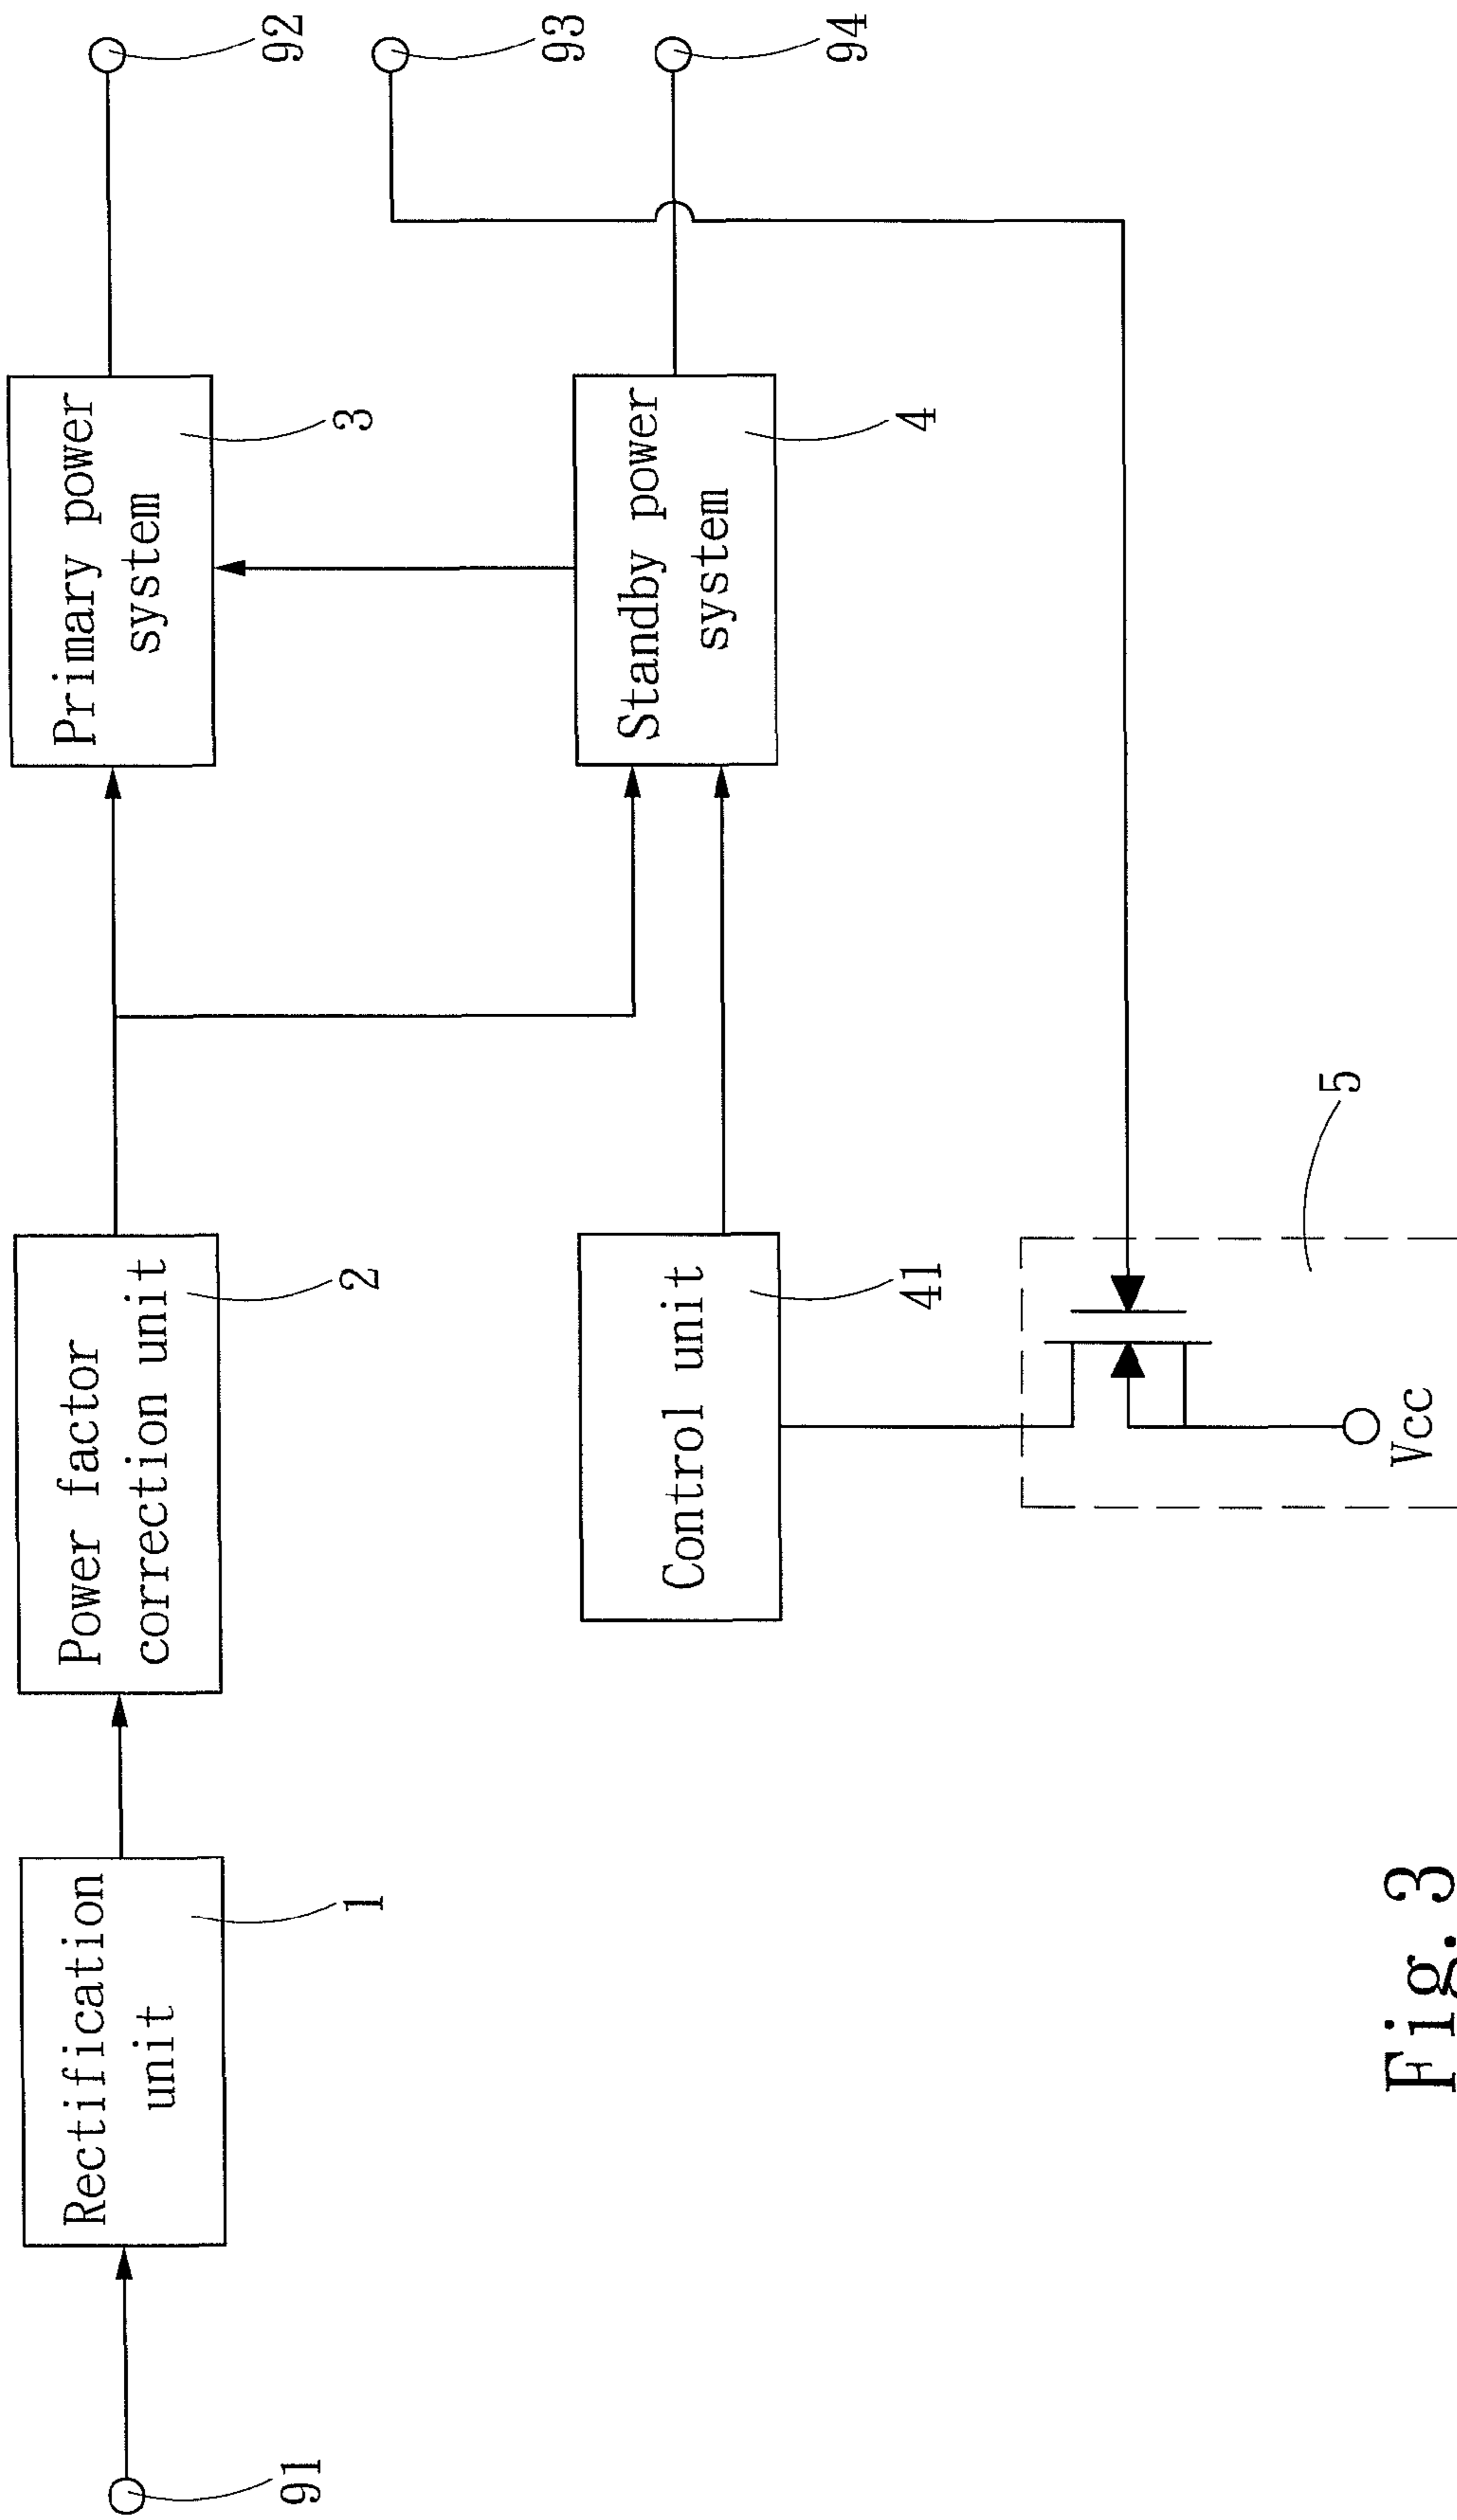 91
Rectification
unit
1
Power factor
correction unit
2
Primary power
system
3
92
93
Control unit
41
Standby power
system
4
94
5
Vcc
Fig. 3